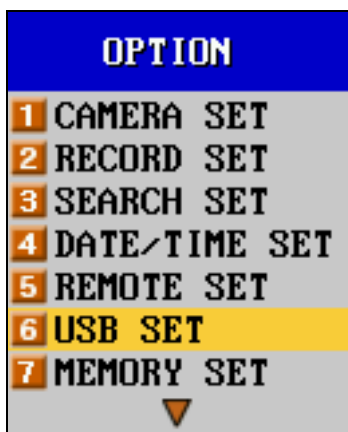 OPTION
1 CAMERA SET
2 RECORD SET
3 SEARCH SET
4 DATE/TIME SET
5 REMOTE SET
6 USB SET
7 MEMORY SET